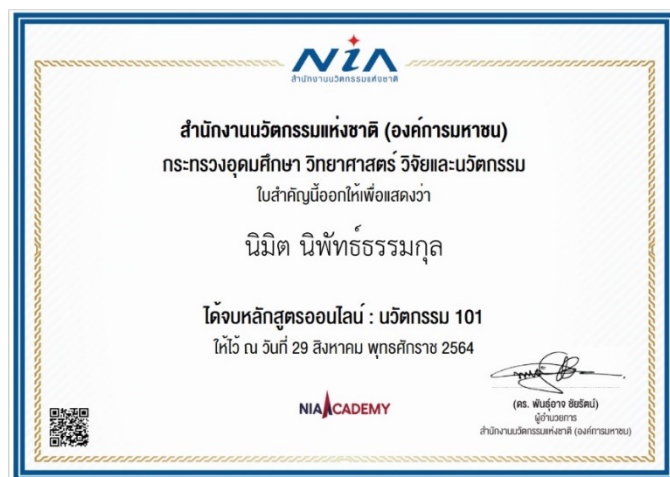 NiA
สำนักงานนวัตกรรมแห่งชาติ
สำนักงานนวัตกรรมแห่งชาติ (องค์การมหาชน)
กระทรวงอุดมศึกษา วิทยาศาสตร์ วิจัยและนวัตกรรม
ใบสำคัญนี้ออกให้เพื่อแสดงว่า
นิมิต นิพัทธ์ธรรมกุล
ได้จบหลักสูตรออนไลน์ : นวัตกรรม 101
ให้ไว้ ณ วันที่ 29 สิงหาคม พุทธศักราช 2564
NIA ACADEMY
(ดร. พันธุ์อาจ ชัยรัตน์)
ผู้อำนวยการ
สำนักงานนวัตกรรมแห่งชาติ (องค์การมหาชน)